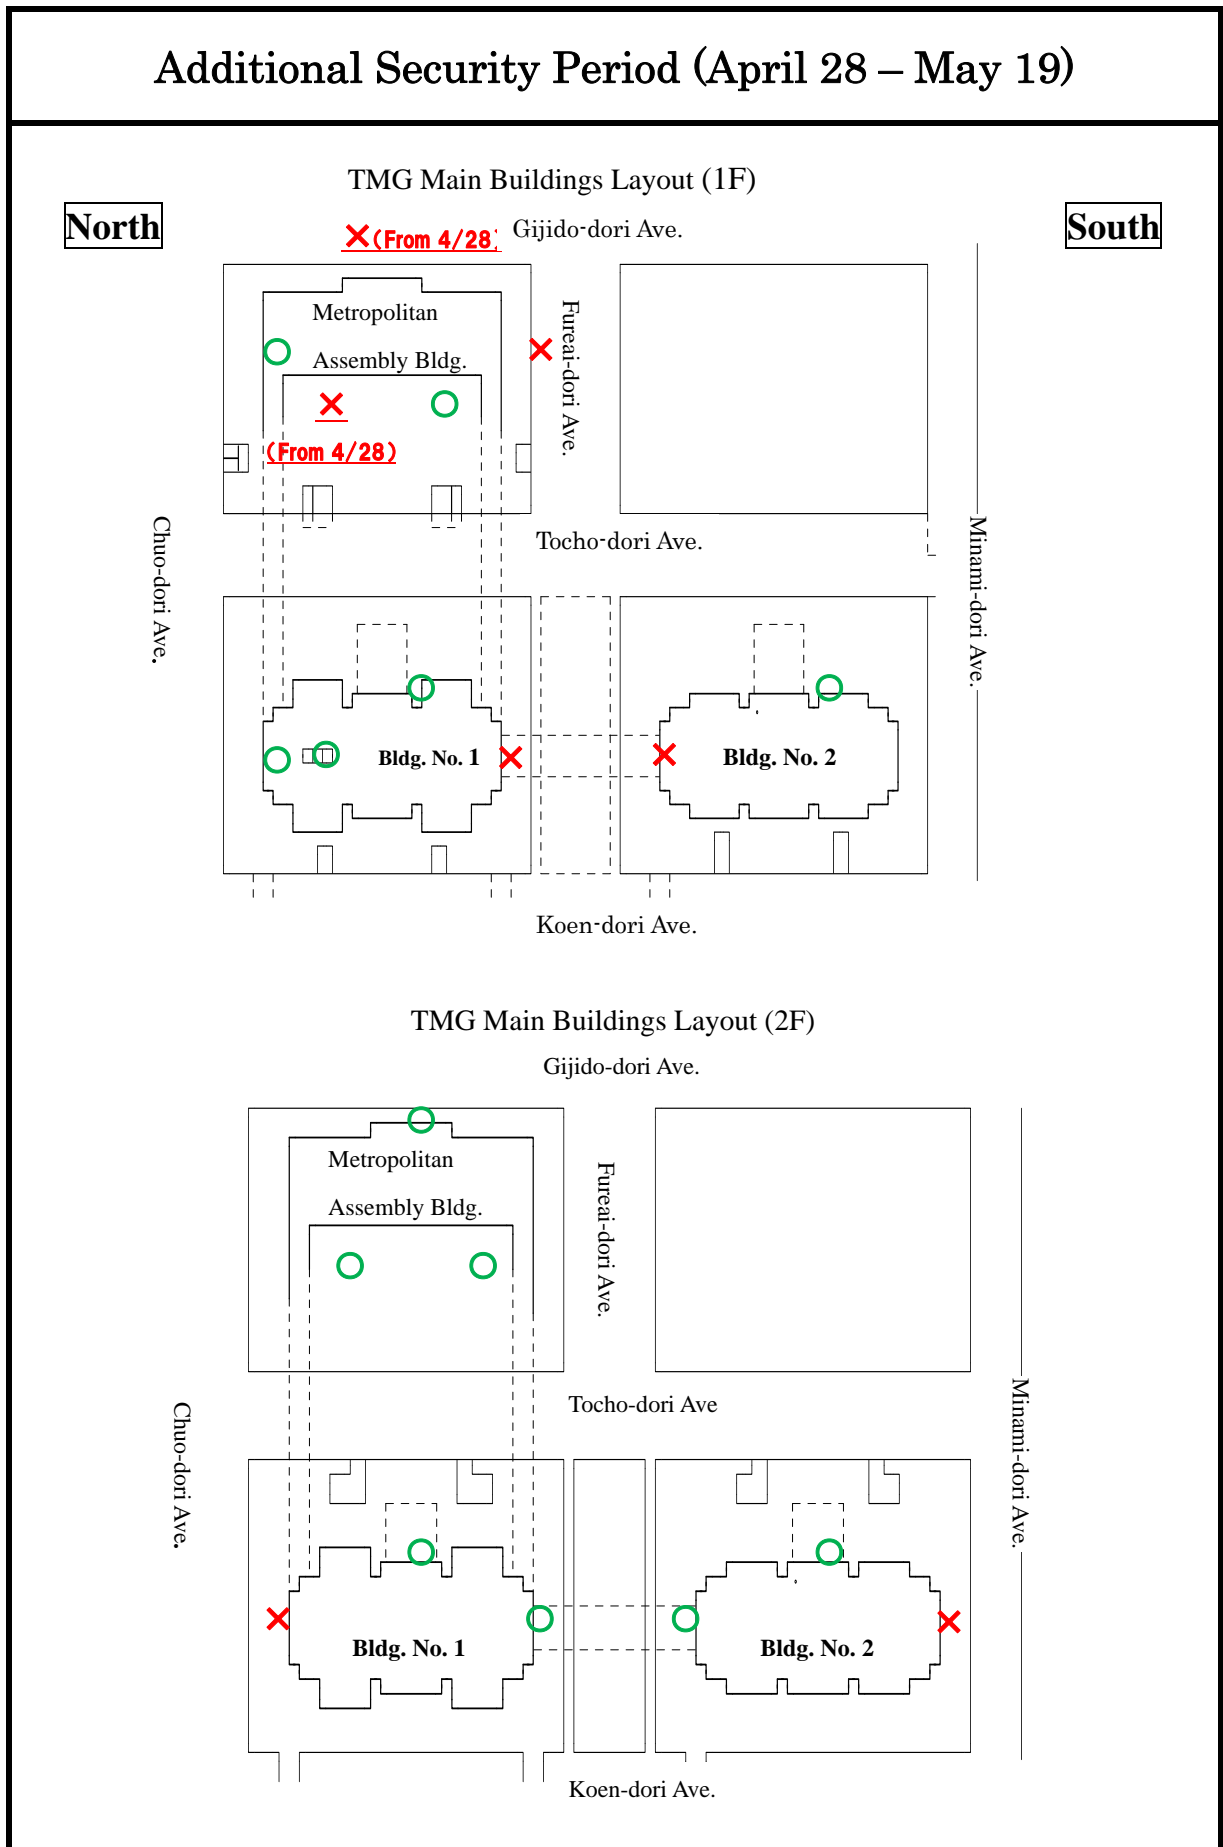 Additional Security Period (April 28 – May 19)
TMG Main Buildings Layout (1F)
North
South
×(From 4/28)
Gijido-dori Ave.
Metropolitan
Assembly Bldg.
Fureai-dori Ave.
(From 4/28)
Chuo-dori Ave.
Tocho-dori Ave.
Minami-dori Ave.
Bldg. No. 1
Bldg. No. 2
Koen-dori Ave.
TMG Main Buildings Layout (2F)
Gijido-dori Ave.
Metropolitan
Assembly Bldg.
Fureai-dori Ave.
Chuo-dori Ave.
Tocho-dori Ave
Minami-dori Ave.
Bldg. No. 1
Bldg. No. 2
Koen-dori Ave.